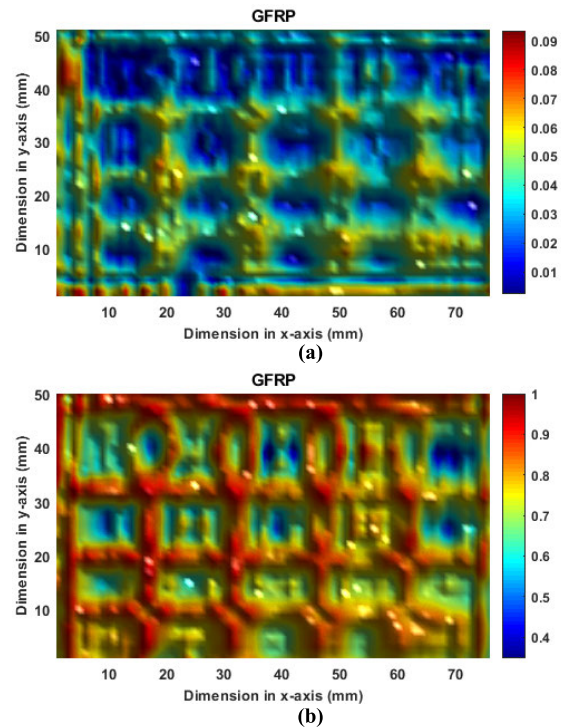 GFRP
50
40
30
20
10
Dimension in y-axis (mm)
0.09
0.08
0.07
0.06
0.05
0.04
0.03
0.02
0.01
10 20 30 40 50 60 70
Dimension in x-axis (mm)
(a)
GFRP
50
40
30
20
10
Dimension in y-axis (mm)
1
0.9
0.8
0.7
0.6
0.5
0.4
10 20 30 40 50 60 70
Dimension in x-axis (mm)
(b)